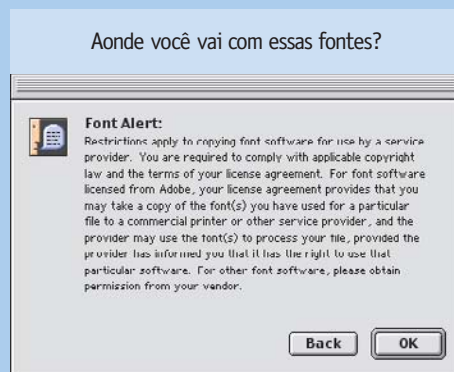 Aonde você vai com essas fontes?
Font Alert:
Restrictions apply to copying font software for use by a service
provider. You are required to comply with applicable copyright
law and the terms of your license agreement. For font software
licensed from Adobe, your license agreement provides that you
may take a copy of the font(s) you have used for a particular
file to a commercial printer or other service provider, and the
provider may use the font(s) to process your file, provided the
provider has informed you that it has the right to use that
particular software. For other font software, please obtain
permission from your vendor.
Back OK